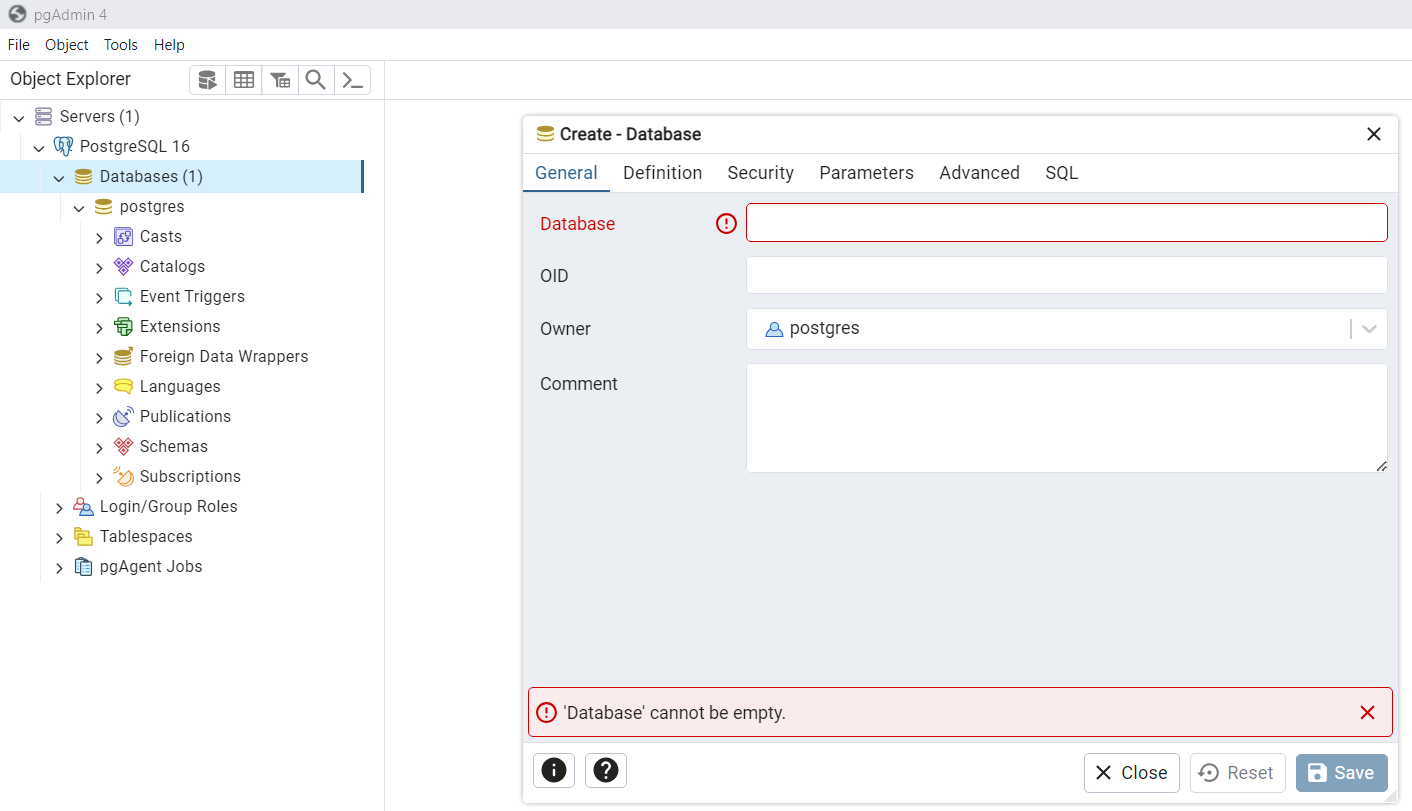 pgAdmin 4
File Object Tools Help
Object Explorer
Servers (1)
PostgreSQL 16
Databases (1)
postgres
Casts
Catalogs
Event Triggers
Extensions
Foreign Data Wrappers
Languages
Publications
Schemas
Subscriptions
Login/Group Roles
Tablespaces
pgAgent Jobs
Create - Database
General Definition Security Parameters Advanced SQL
Database
OID
Owner postgres
Comment
'Database' cannot be empty.
Close Reset Save